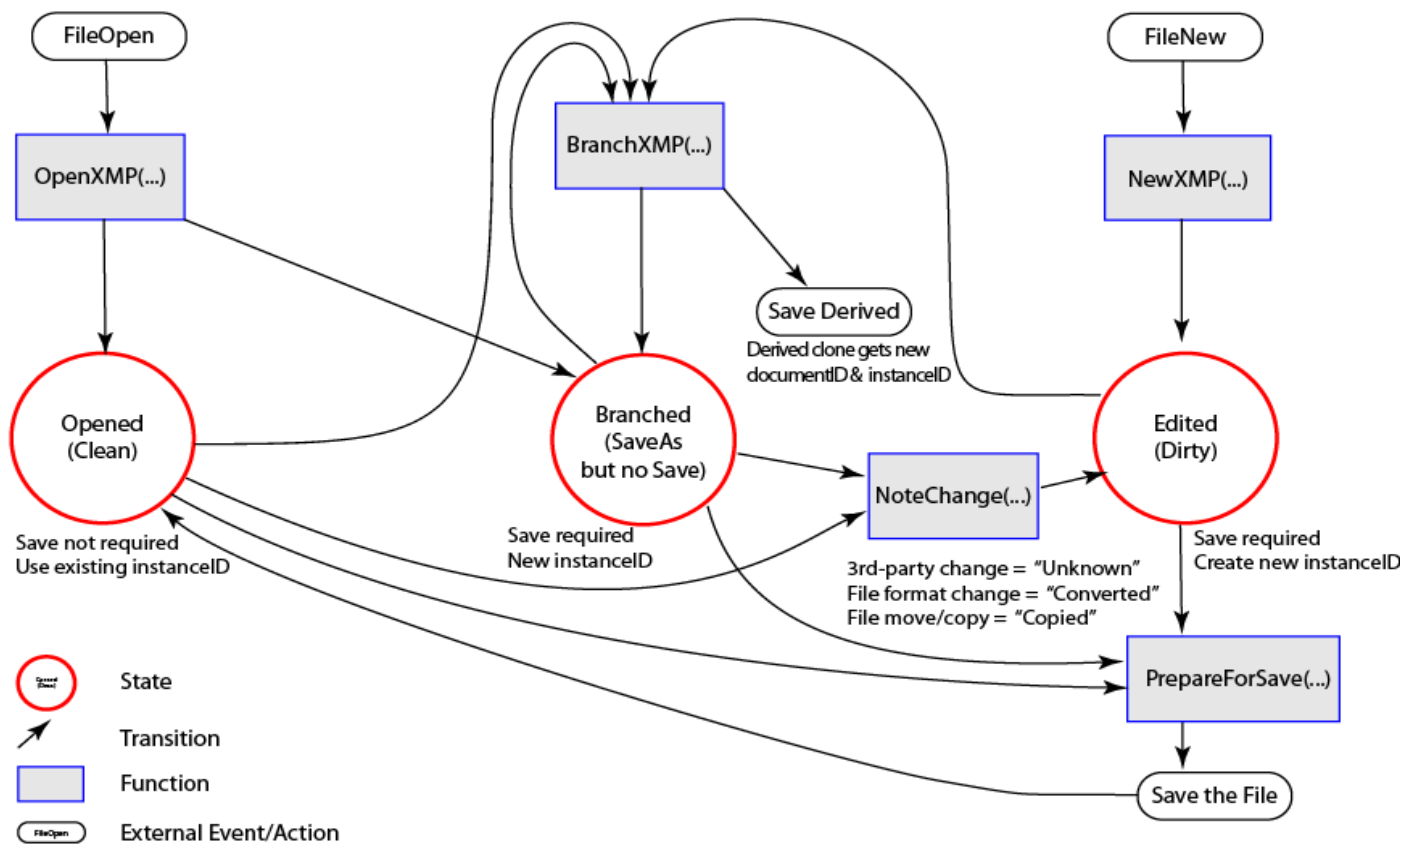 FileOpen
FileNew
OpenXMP(...)
BranchXMP(...)
NewXMP(...)
Save Derived
Derived clone gets new
documentID & instanceID
Opened
(Clean)
Branched
(SaveAs
but no Save)
Edited
(Dirty)
NoteChange(...)
Save not required
Use existing instanceID
Save required
New instanceID
Save required
Create new instanceID
3rd-party change = “Unknown”
File format change = “Converted”
File move/copy = “Copied”
PrepareForSave(...)
Save the File
Opened
(Clean)
State
Transition
Function
FileOpen
External Event/Action